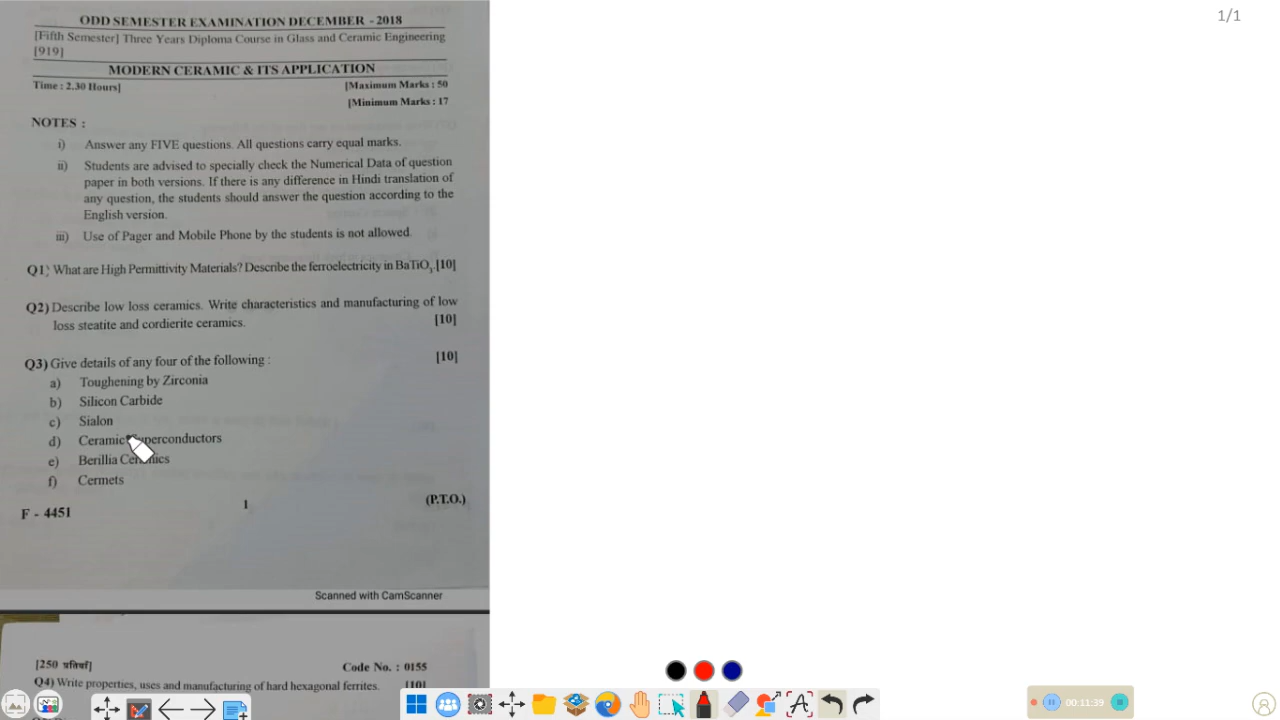 1/1
ODD SEMESTER EXAMINATION DECEMBER - 2018
[Fifth Semester] Three Years Diploma Course in Glass and Ceramic Engineering
[919]
MODERN CERAMIC & ITS APPLICATION
Time : 2.30 Hours] [Maximum Marks : 50
[Minimum Marks : 17
NOTES :
i) Answer any FIVE questions. All questions carry equal marks.
ii) Students are advised to specially check the Numerical Data of question
paper in both versions. If there is any difference in Hindi translation of
any question, the students should answer the question according to the
English version.
iii) Use of Pager and Mobile Phone by the students is not allowed.
Q1) What are High Permittivity Materials? Describe the ferroelectricity in BaTiO₃. [10]
Q2) Describe low loss ceramics. Write characteristics and manufacturing of low
loss steatite and cordierite ceramics. [10]
Q3) Give details of any four of the following : [10]
a) Toughening by Zirconia
b) Silicon Carbide
c) Sialon
d) Ceramic Superconductors
e) Berillia Ceramics
f) Cermets
F - 4451 1 (P.T.O.)
Scanned with CamScanner
[250 प्रतियाँ] Code No. : 0155
Q4) Write properties, uses and manufacturing of hard hexagonal ferrites. [10]
00:11:39